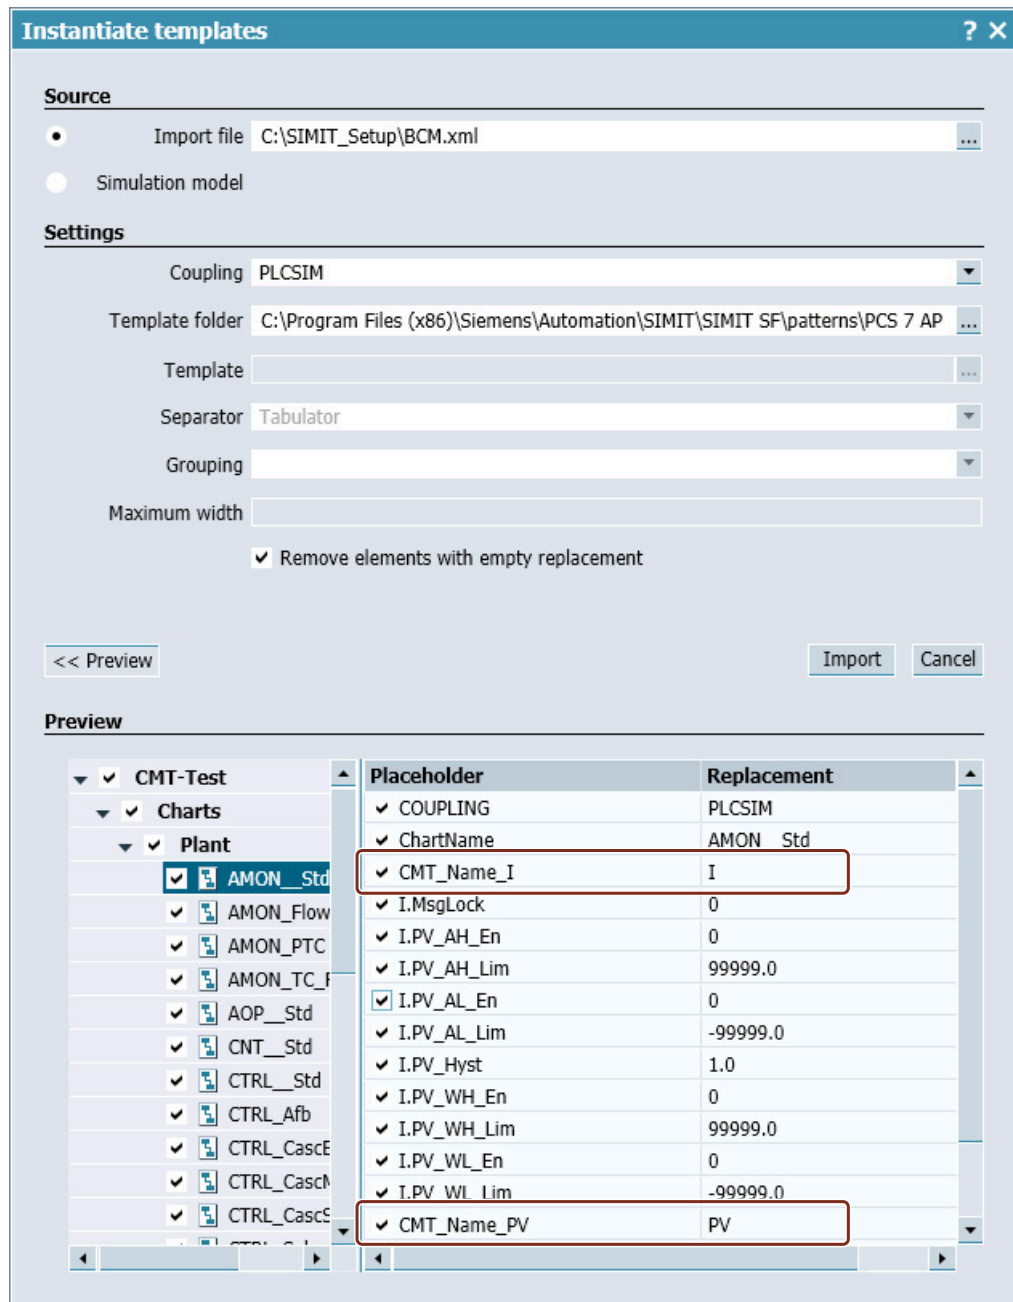 Instantiate templates ? ×
Source
Import file C:\SIMIT_Setup\BCM.xml ...
Simulation model
Settings
Coupling PLCSIM
Template folder C:\Program Files (x86)\Siemens\Automation\SIMIT\SIMIT SF\patterns\PCS 7 AP ...
Template ...
Separator Tabulator
Grouping
Maximum width
Remove elements with empty replacement
<< Preview Import Cancel
Preview
CMT-Test
Charts
Plant
AMON__Std
AMON_Flow
AMON_PTC
AMON_TC_
AOP__Std
CNT__Std
CTRL__Std
CTRL_Afb
CTRL_Casc
CTRL_Casc
CTRL_CascS
Placeholder Replacement
COUPLING PLCSIM
ChartName AMON__Std
CMT_Name_I I
I.MsgLock 0
I.PV_AH_En 0
I.PV_AH_Lim 99999.0
I.PV_AL_En 0
I.PV_AL_Lim -99999.0
I.PV_Hyst 1.0
I.PV_WH_En 0
I.PV_WH_Lim 99999.0
I.PV_WL_En 0
I.PV_WL_Lim -99999.0
CMT_Name_PV PV